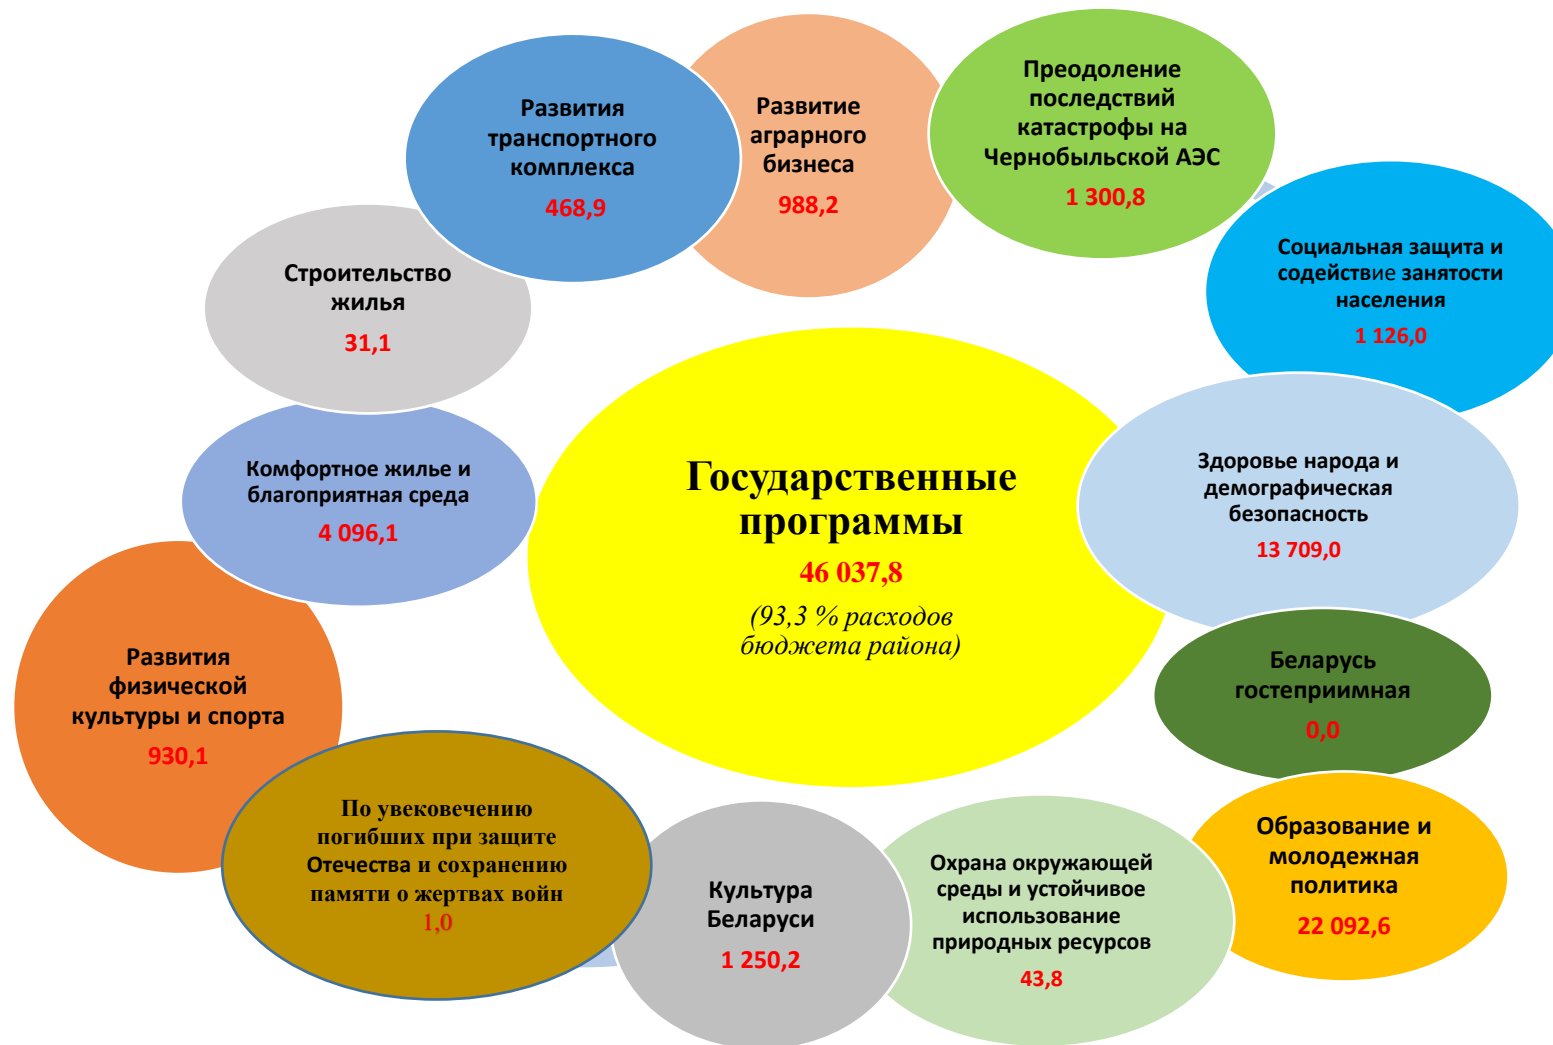 Развития
транспортного
комплекса
468,9
Развитие
аграрного
бизнеса
988,2
Преодоление
последствий
катастрофы на
Чернобыльской АЭС
1 300,8
Социальная защита и
содействие занятости
населения
1 126,0
Строительство
жилья
31,1
Государственные
программы
46 037,8
(93,3 % расходов
бюджета района)
Здоровье народа и
демографическая
безопасность
13 709,0
Комфортное жилье и
благоприятная среда
4 096,1
Беларусь
гостеприимная
0,0
Развития
физической
культуры и спорта
930,1
Образование и
молодежная
политика
22 092,6
По увековечению
погибших при защите
Отечества и сохранению
памяти о жертвах войн
1,0
Культура
Беларуси
1 250,2
Охрана окружающей
среды и устойчивое
использование
природных ресурсов
43,8